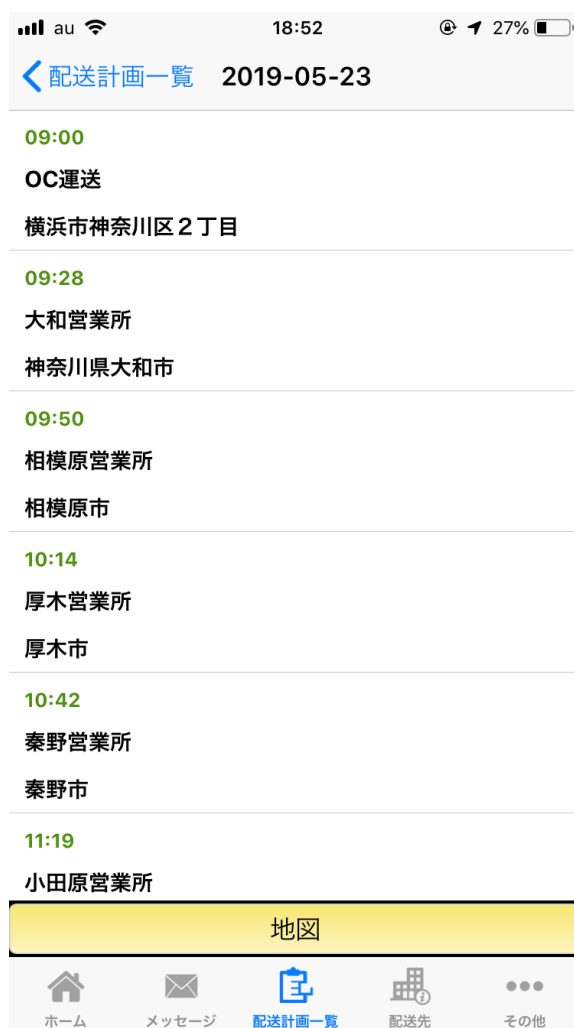 au 18:52 27%
配送計画一覧 2019-05-23
09:00
OC運送
横浜市神奈川区２丁目
09:28
大和営業所
神奈川県大和市
09:50
相模原営業所
相模原市
10:14
厚木営業所
厚木市
10:42
秦野営業所
秦野市
11:19
小田原営業所
地図
ホーム メッセージ 配送計画一覧 配送先 その他